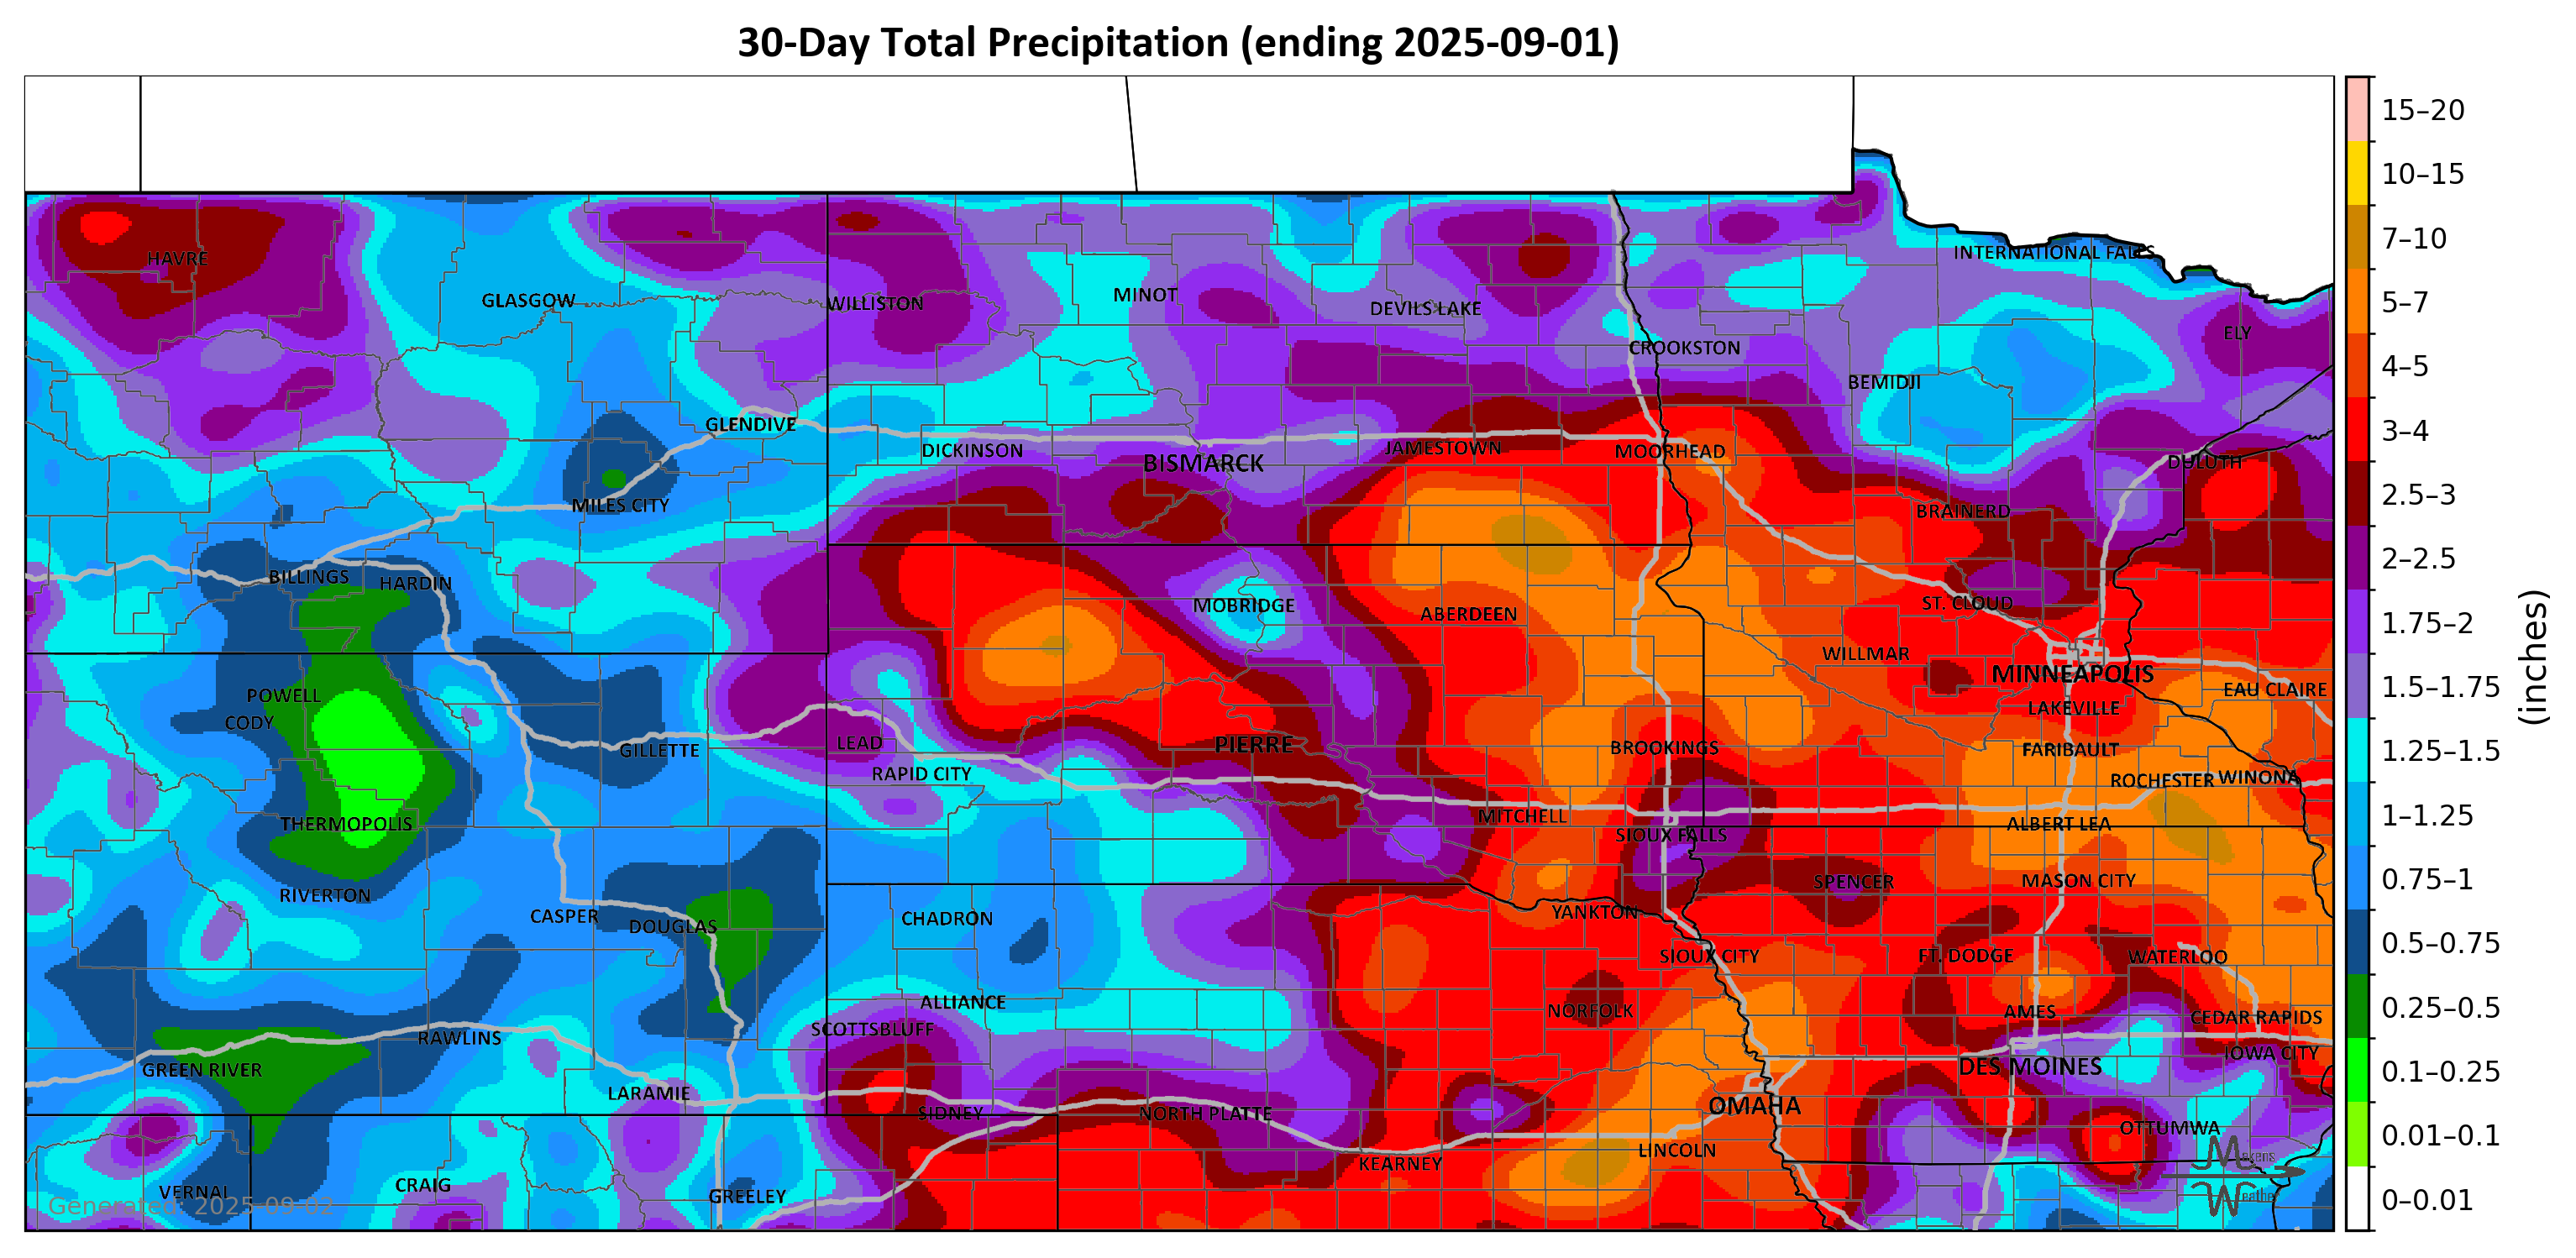 30-Day Total Precipitation (ending 2025-09-01)
15–20
10–15
7–10
5–7
4–5
3–4
2.5–3
2–2.5
1.75–2
1.5–1.75
1.25–1.5
1–1.25
0.75–1
0.5–0.75
0.25–0.5
0.1–0.25
0.01–0.1
0–0.01
(inches)
HAVRE
INTERNATIONAL FALLS
GLASGOW
WILLISTON
MINOT
DEVILS LAKE
ELY
CROOKSTON
BEMIDJI
GLENDIVE
DICKINSON
BISMARCK
JAMESTOWN
MOORHEAD
DULUTH
MILES CITY
BRAINERD
BILLINGS
HARDIN
MOBRIDGE
ABERDEEN
ST. CLOUD
WILLMAR
MINNEAPOLIS
EAU CLAIRE
POWELL
CODY
LAKEVILLE
GILLETTE
LEAD
PIERRE
BROOKINGS
FARIBAULT
RAPID CITY
ROCHESTER
WINONA
THERMOPOLIS
MITCHELL
SIOUX FALLS
ALBERT LEA
RIVERTON
SPENCER
MASON CITY
CASPER
DOUGLAS
CHADRON
YANKTON
SIOUX CITY
FT. DODGE
WATERLOO
ALLIANCE
NORFOLK
AMES
CEDAR RAPIDS
SCOTTSBLUFF
RAWLINS
IOWA CITY
GREEN RIVER
DES MOINES
LARAMIE
SIDNEY
NORTH PLATTE
OMAHA
OTTUMWA
LINCOLN
KEARNEY
VERNAL
CRAIG
GREELEY
Generated: 2025-09-02
Makens
Weather